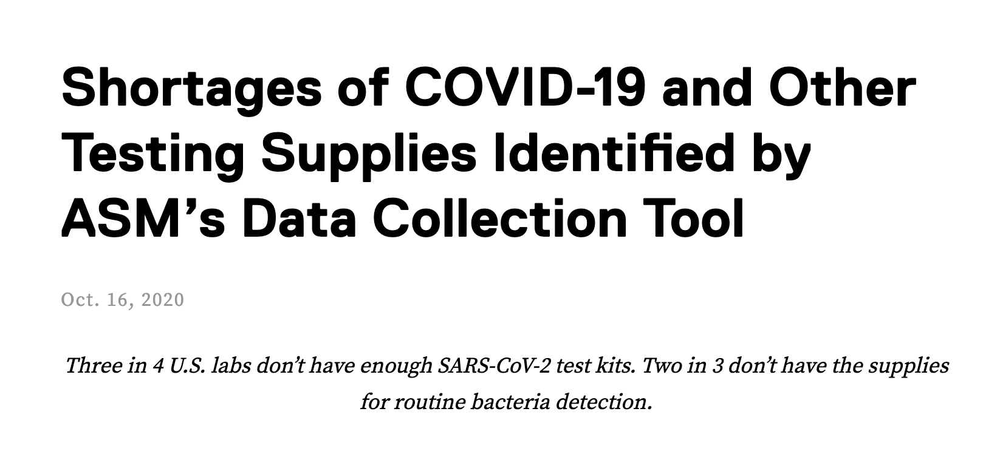 Shortages of COVID-19 and Other
Testing Supplies Identified by
ASM’s Data Collection Tool
Oct. 16, 2020
Three in 4 U.S. labs don’t have enough SARS-CoV-2 test kits. Two in 3 don’t have the supplies
for routine bacteria detection.